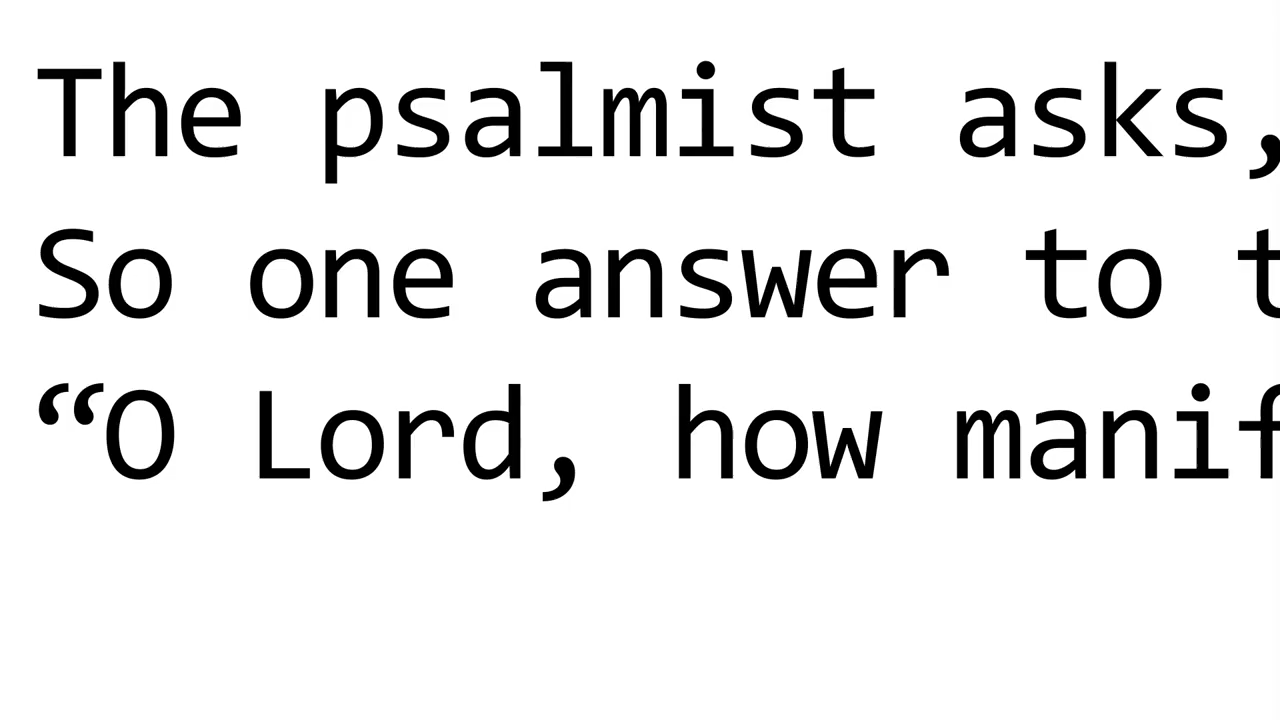 The psalmist asks,
So one answer to t
“O Lord, how manif